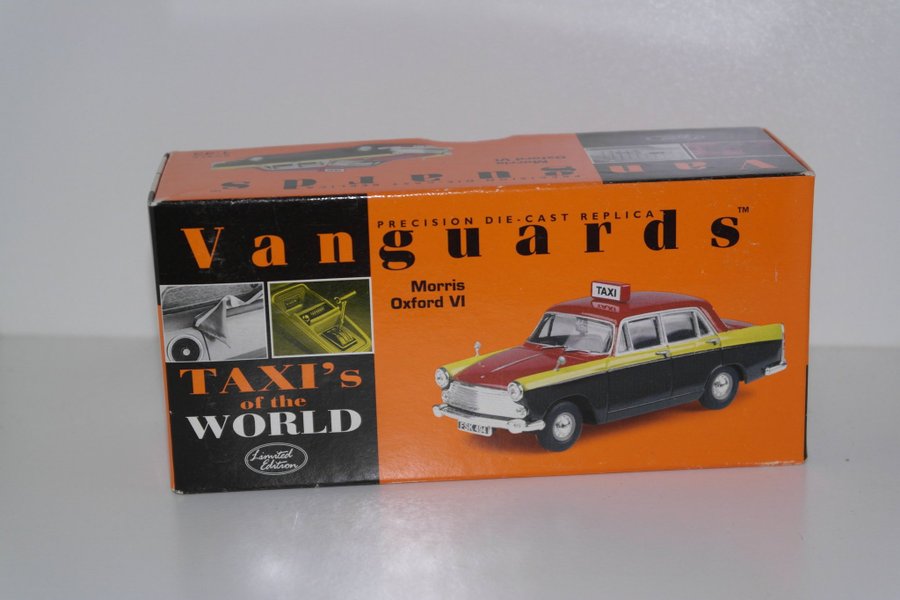 PRECISION DIE-CAST REPLICA
Vanguards™
Morris
Oxford VI
TAXI
TAXI's
of the
WORLD
Limited
Edition